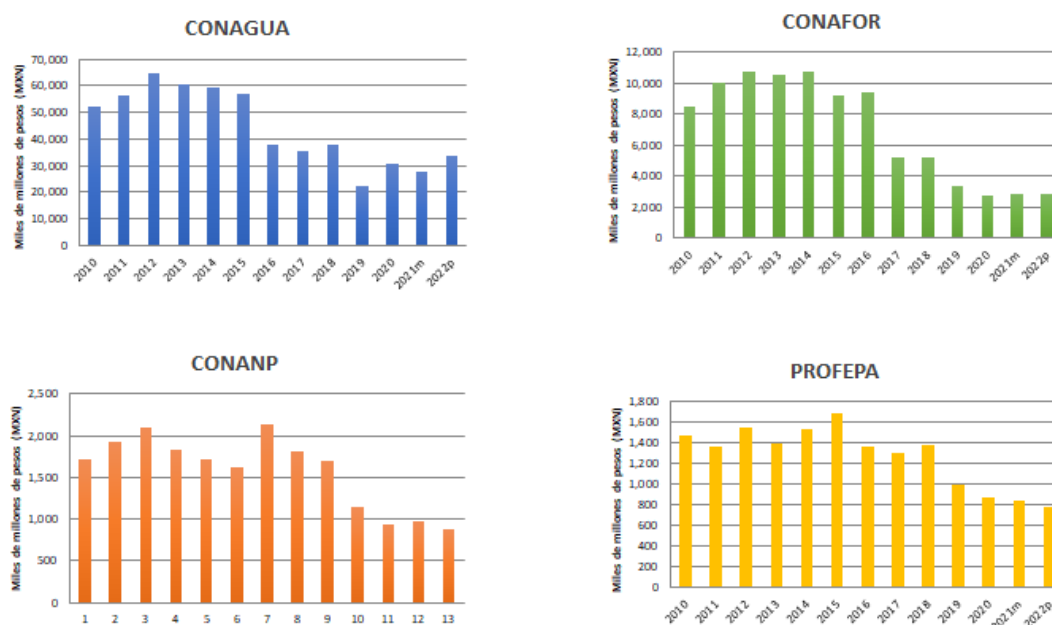 CONAGUA
Miles de millones de pesos (MXN)
70,000
60,000
50,000
40,000
30,000
20,000
10,000
0
2010 2011 2012 2013 2014 2015 2016 2017 2018 2019 2020 2021m 2022p
CONAFOR
Miles de millones de pesos (MXN)
12,000
10,000
8,000
6,000
4,000
2,000
0
2010 2011 2012 2013 2014 2015 2016 2017 2018 2019 2020 2021m 2022p
CONANP
Miles de millones de pesos (MXN)
2,500
2,000
1,500
1,000
500
0
1 2 3 4 5 6 7 8 9 10 11 12 13
PROFEPA
Miles de millones de pesos (MXN)
1,800
1,600
1,400
1,200
1,000
800
600
400
200
0
2010 2011 2012 2013 2014 2015 2016 2017 2018 2019 2020 2021m 2022p